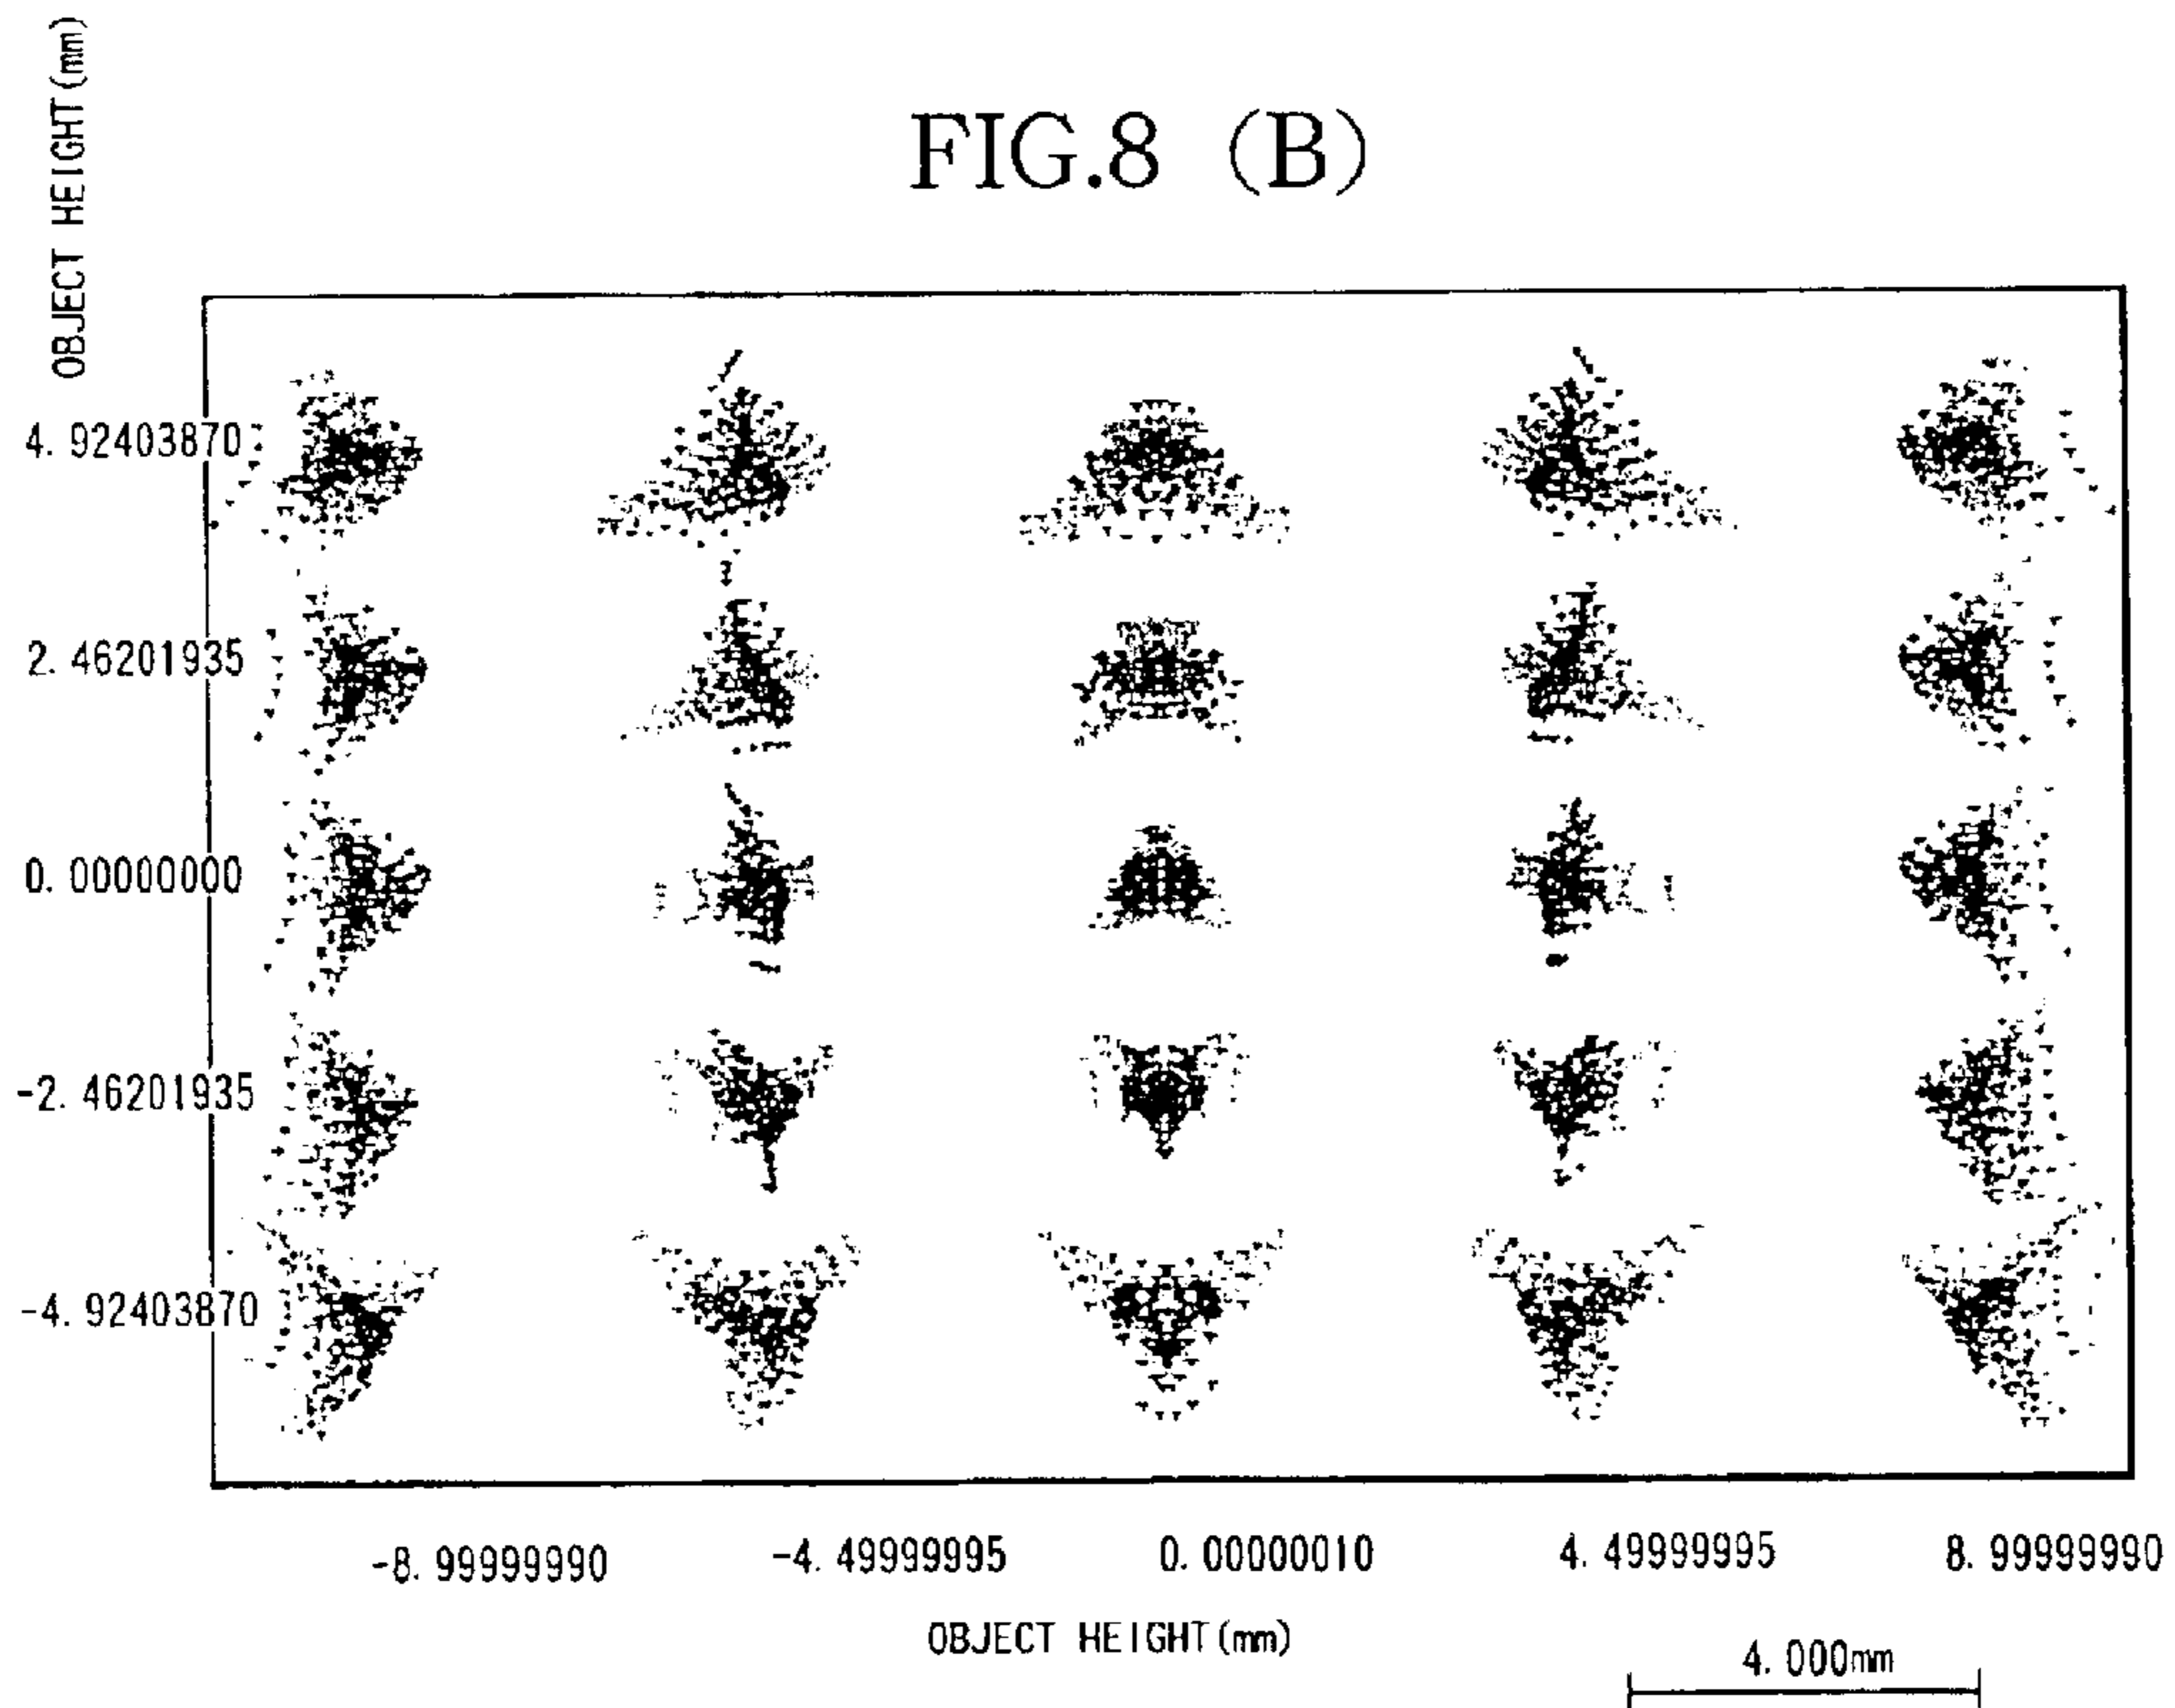 OBJECT HEIGHT(mm)
FIG.8 (B)
4. 92403870
2. 46201935
0. 00000000
-2. 46201935
-4. 92403870
-8. 99999990 -4. 49999995 0. 00000010 4. 49999995 8. 99999990
OBJECT HEIGHT(mm)
4. 000mm